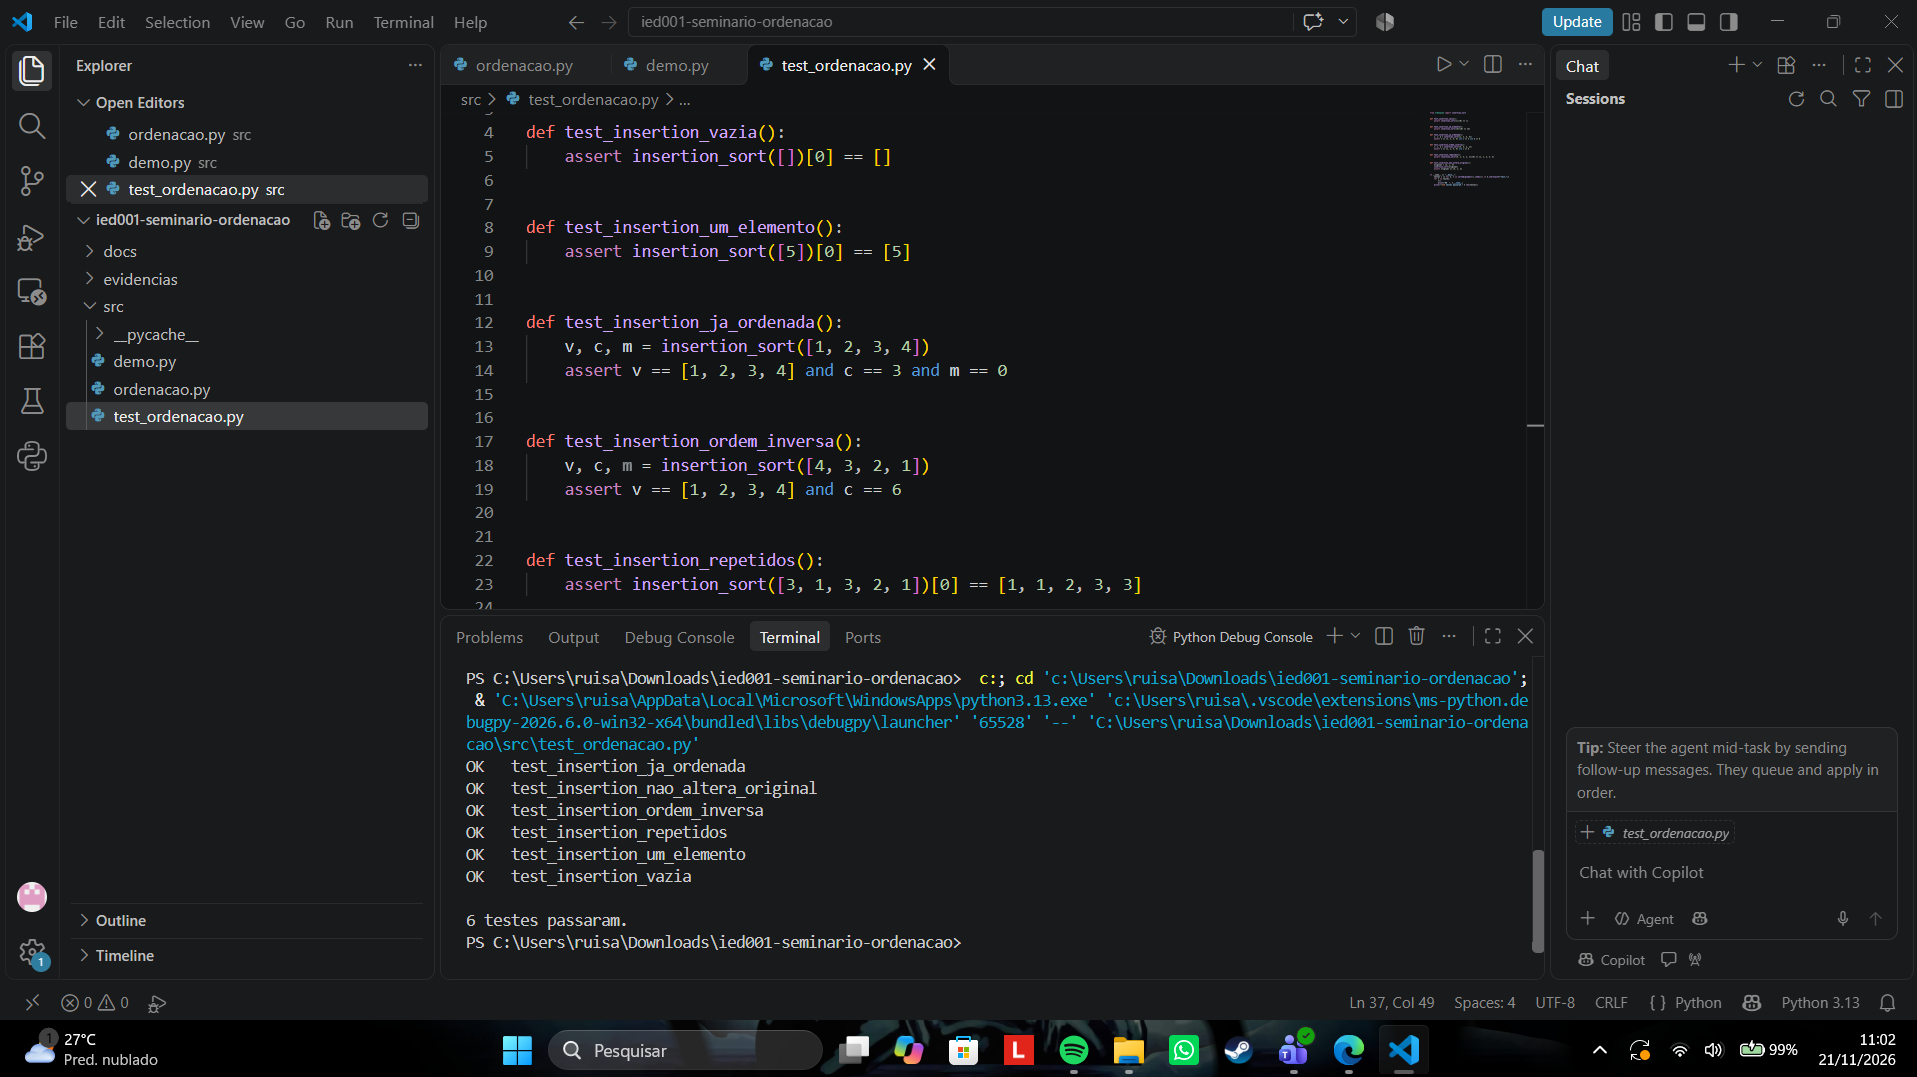 File Edit Selection View Go Run Terminal Help
ied001-seminario-ordenacao
Update
Explorer
Open Editors
ordenacao.py src
demo.py src
test_ordenacao.py src
ied001-seminario-ordenacao
docs
evidencias
src
__pycache__
demo.py
ordenacao.py
test_ordenacao.py
Outline
Timeline
1
ordenacao.py
demo.py
test_ordenacao.py
src > test_ordenacao.py > ...
4 def test_insertion_vazia():
5 assert insertion_sort([])[0] == []
6
7
8 def test_insertion_um_elemento():
9 assert insertion_sort([5])[0] == [5]
10
11
12 def test_insertion_ja_ordenada():
13 v, c, m = insertion_sort([1, 2, 3, 4])
14 assert v == [1, 2, 3, 4] and c == 3 and m == 0
15
16
17 def test_insertion_ordem_inversa():
18 v, c, m = insertion_sort([4, 3, 2, 1])
19 assert v == [1, 2, 3, 4] and c == 6
20
21
22 def test_insertion_repetidos():
23 assert insertion_sort([3, 1, 3, 2, 1])[0] == [1, 1, 2, 3, 3]
24
Problems Output Debug Console Terminal Ports
Python Debug Console
PS C:\Users\ruisa\Downloads\ied001-seminario-ordenacao> c:; cd 'c:\Users\ruisa\Downloads\ied001-seminario-ordenacao';
& 'C:\Users\ruisa\AppData\Local\Microsoft\WindowsApps\python3.13.exe' 'c:\Users\ruisa\.vscode\extensions\ms-python.de
bugpy-2026.6.0-win32-x64\bundled\libs\debugpy\launcher' '65528' '--' 'C:\Users\ruisa\Downloads\ied001-seminario-ordena
cao\src\test_ordenacao.py'
OK test_insertion_ja_ordenada
OK test_insertion_nao_altera_original
OK test_insertion_ordem_inversa
OK test_insertion_repetidos
OK test_insertion_um_elemento
OK test_insertion_vazia
6 testes passaram.
PS C:\Users\ruisa\Downloads\ied001-seminario-ordenacao>
Chat
Sessions
Tip: Steer the agent mid-task by sending
follow-up messages. They queue and apply in
order.
test_ordenacao.py
Chat with Copilot
Agent
Copilot
0 0
Ln 37, Col 49 Spaces: 4 UTF-8 CRLF { } Python Python 3.13
1
27°C
Pred. nublado
Pesquisar
L
99%
11:02
21/11/2026